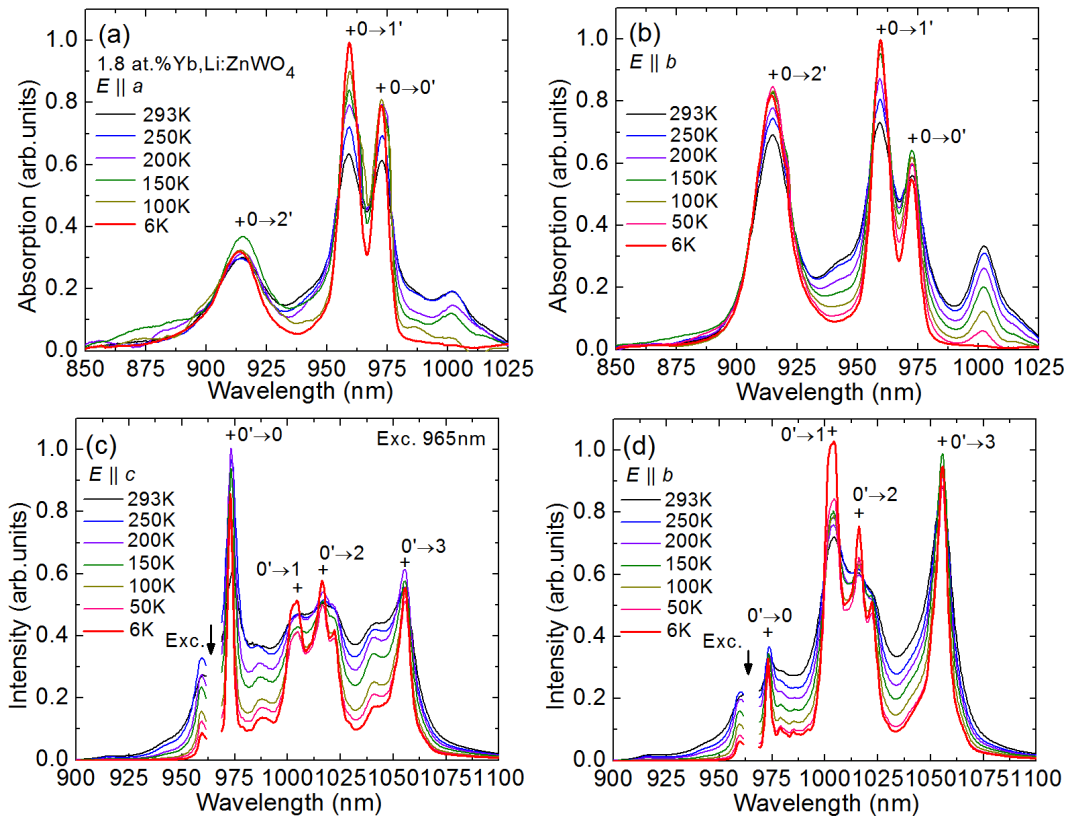 (a)
+0→1'
1.8 at.%Yb,Li:ZnWO4
E || a
+0→0'
293K
250K
200K
150K
100K
6K
+0→2'
Absorption (arb.units)
1.0
0.8
0.6
0.4
0.2
0.0
850 875 900 925 950 975 1000 1025
Wavelength (nm)
(b)
+0→1'
E || b
+0→2'
293K
250K
200K
150K
100K
50K
6K
+0→0'
Absorption (arb.units)
1.0
0.8
0.6
0.4
0.2
0.0
850 875 900 925 950 975 1000 1025
Wavelength (nm)
(c)
+0'→0
Exc. 965nm
E || c
293K
250K
200K
150K
100K
50K
6K
0'→1
+
0'→2
+
0'→3
+
Exc.
Intensity (arb.units)
1.0
0.8
0.6
0.4
0.2
0.0
900 925 950 975 1000 1025 1050 1075 1100
Wavelength (nm)
(d)
0'→1+
+0'→3
E || b
293K
250K
200K
150K
100K
50K
6K
0'→2
+
0'→0
+
Exc.
Intensity (arb.units)
1.0
0.8
0.6
0.4
0.2
0.0
900 925 950 975 1000 1025 1050 1075 1100
Wavelength (nm)